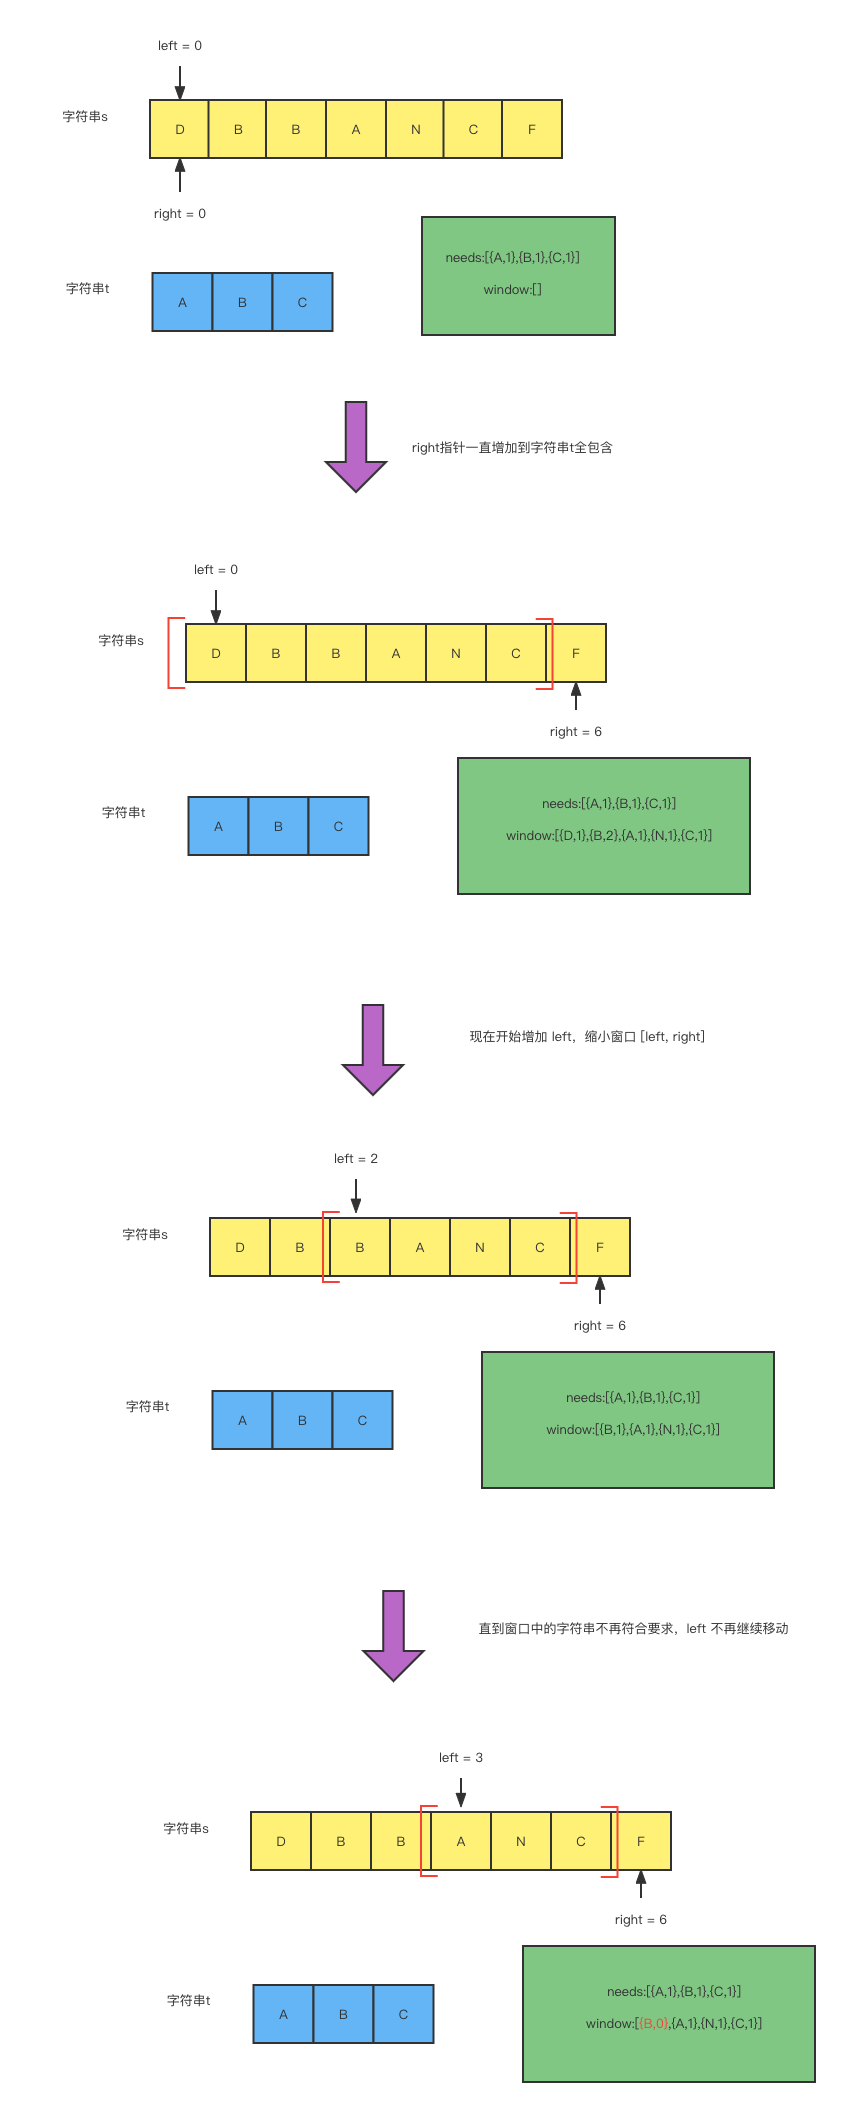 left = 0
字符串s
D B B A N C F
right = 0
needs:[{A,1},{B,1},{C,1}]
window:[]
字符串t
A B C
right指针一直增加到字符串t全包含
left = 0
字符串s
D B B A N C F
right = 6
needs:[{A,1},{B,1},{C,1}]
window:[{D,1},{B,2},{A,1},{N,1},{C,1}]
字符串t
A B C
现在开始增加 left，缩小窗口 [left, right]
left = 2
字符串s
D B B A N C F
right = 6
needs:[{A,1},{B,1},{C,1}]
window:[{B,1},{A,1},{N,1},{C,1}]
字符串t
A B C
直到窗口中的字符串不再符合要求，left 不再继续移动
left = 3
字符串s
D B B A N C F
right = 6
needs:[{A,1},{B,1},{C,1}]
window:[{B,0},{A,1},{N,1},{C,1}]
字符串t
A B C